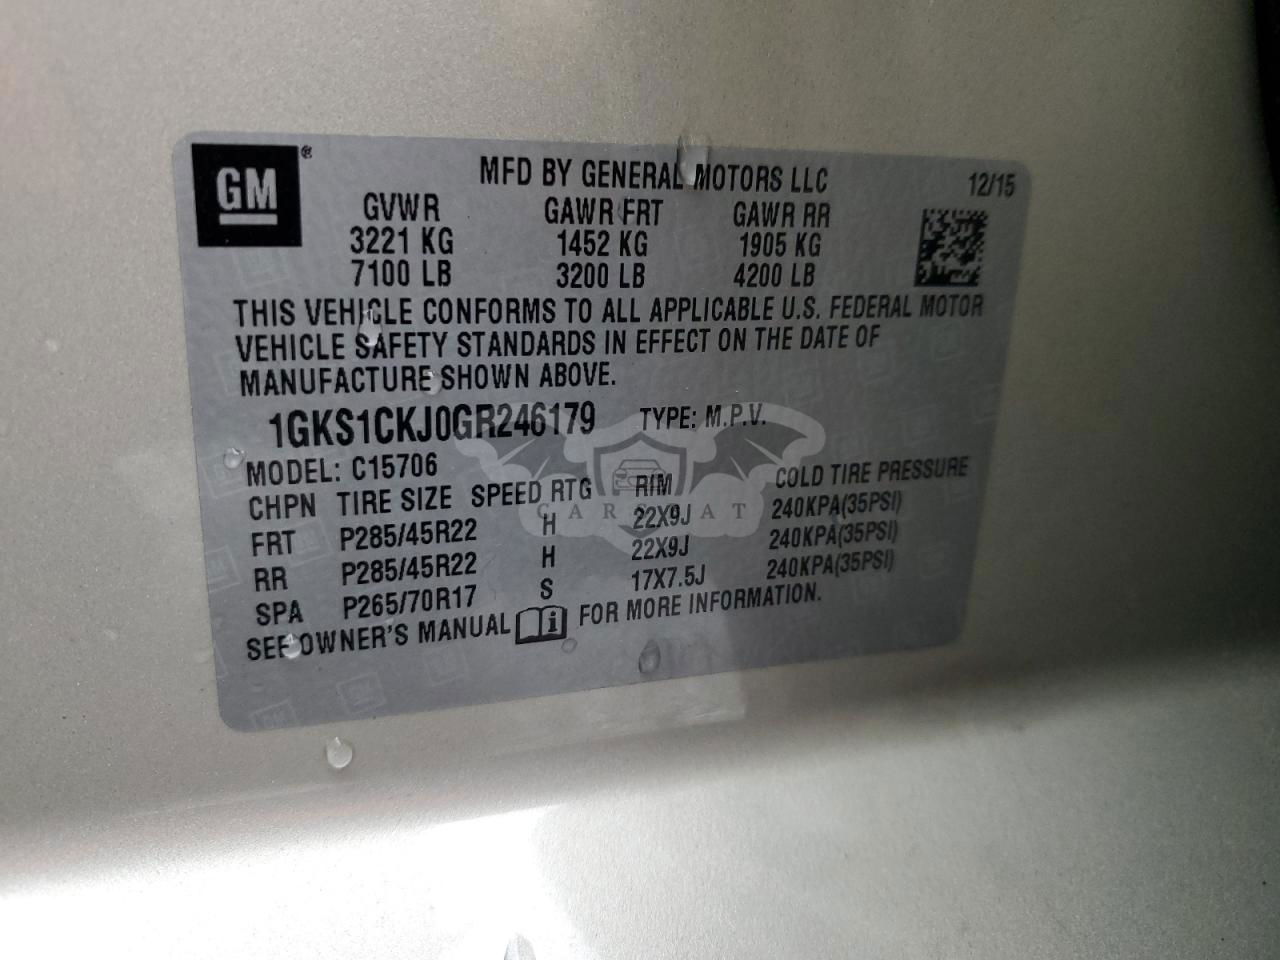 GM®
MFD BY GENERAL MOTORS LLC 12/15
GVWR GAWR FRT GAWR RR
3221 KG 1452 KG 1905 KG
7100 LB 3200 LB 4200 LB
THIS VEHICLE CONFORMS TO ALL APPLICABLE U.S. FEDERAL MOTOR
VEHICLE SAFETY STANDARDS IN EFFECT ON THE DATE OF
MANUFACTURE SHOWN ABOVE.
1GKS1CKJ0GR246179 TYPE: M.P.V.
MODEL: C15706
CHPN TIRE SIZE SPEED RTG RIM COLD TIRE PRESSURE
FRT P285/45R22 H 22X9J 240KPA(35PSI)
RR P285/45R22 H 22X9J 240KPA(35PSI)
SPA P265/70R17 S 17X7.5J 240KPA(35PSI)
SEE OWNER'S MANUAL FOR MORE INFORMATION.